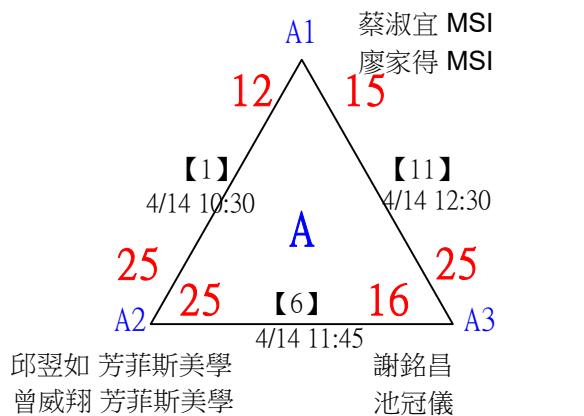 A1
蔡淑宜 MSI
廖家得 MSI
12
15
【1】
4/14 10:30
【11】
4/14 12:30
A
25
25
25
【6】
16
A2
4/14 11:45
A3
邱翌如 芳菲斯美學
曾威翔 芳菲斯美學
謝銘昌
池冠儀